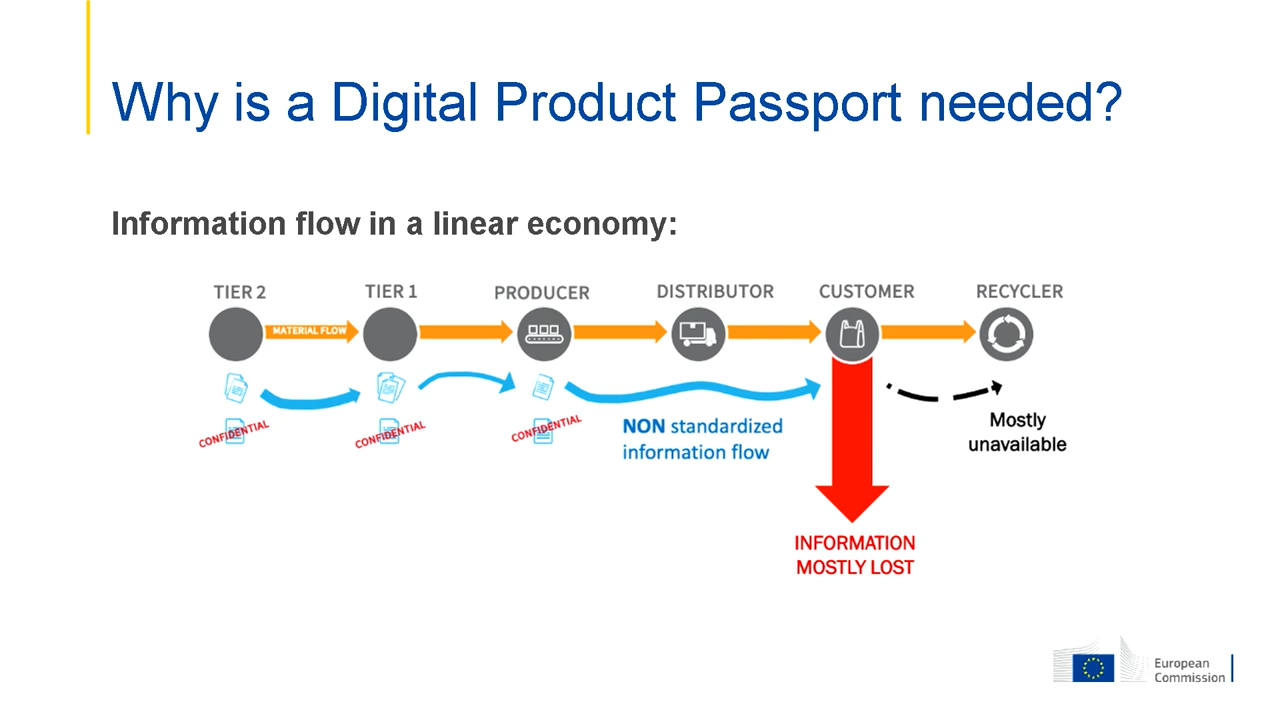 Why is a Digital Product Passport needed?
Information flow in a linear economy:
TIER 2
TIER 1
PRODUCER
DISTRIBUTOR
CUSTOMER
RECYCLER
MATERIAL FLOW
CONFIDENTIAL
CONFIDENTIAL
CONFIDENTIAL
NON standardized
information flow
Mostly
unavailable
INFORMATION
MOSTLY LOST
European
Commission